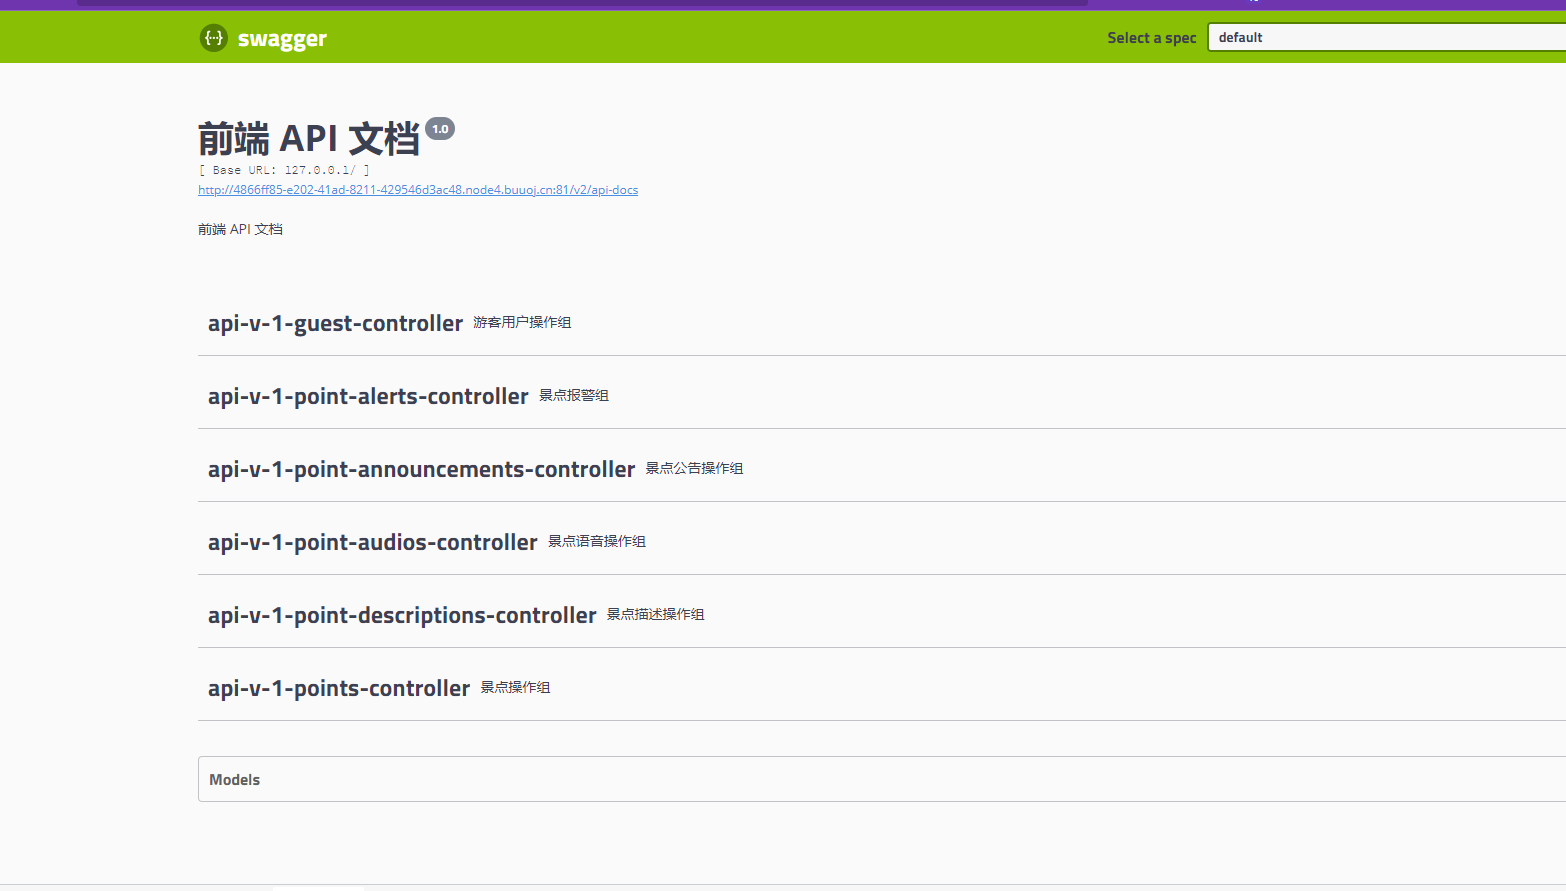 swagger
Select a spec
default
前端 API 文档 1.0
[ Base URL: 127.0.0.1/ ]
http://4866ff85-e202-41ad-8211-429546d3ac48.node4.buuoj.cn:81/v2/api-docs
前端 API 文档
api-v-1-guest-controller 游客用户操作组
api-v-1-point-alerts-controller 景点报警组
api-v-1-point-announcements-controller 景点公告操作组
api-v-1-point-audios-controller 景点语音操作组
api-v-1-point-descriptions-controller 景点描述操作组
api-v-1-points-controller 景点操作组
Models